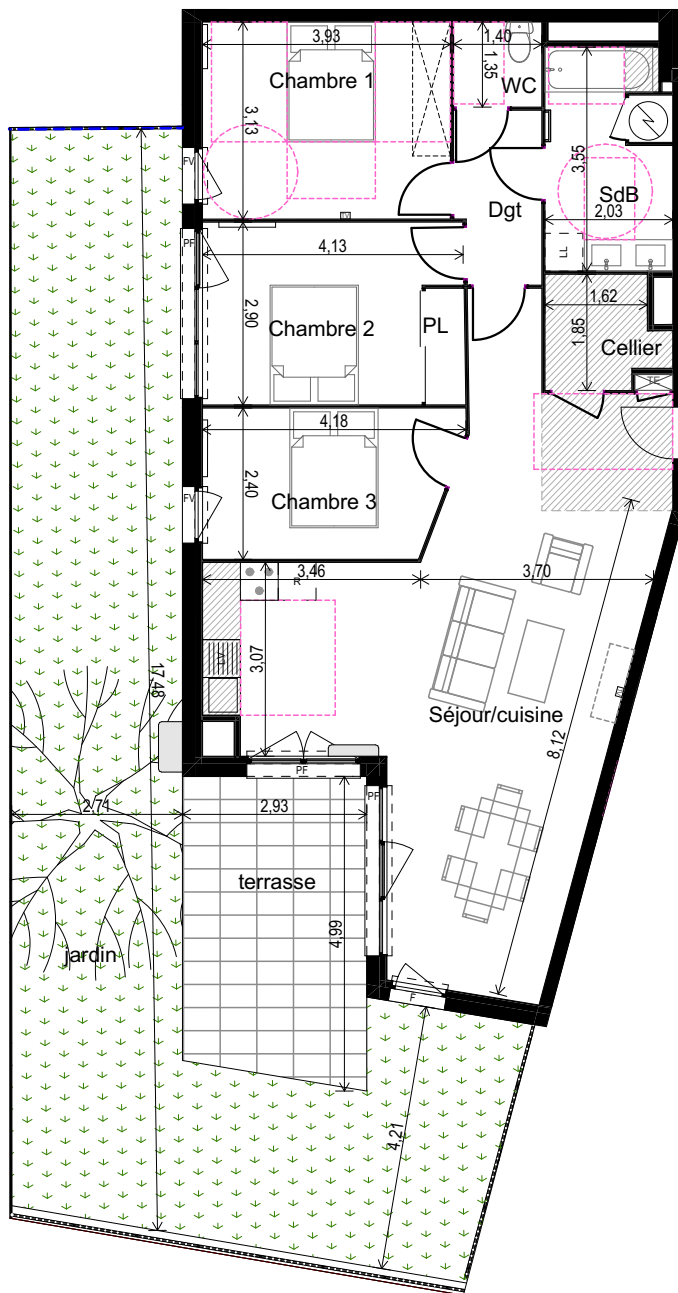 3,93
1,40
Chambre 1
1,35
WC
3,13
3,55
FV
SdB
2,03
Dgt
PF
4,13
LL
2,90
1,62
Chambre 2
PL
1,85
Cellier
TE
4,18
2,40
Chambre 3
FV
3,46
R
3,70
3,07
LV
17,48
Séjour/cuisine
8,12
PF
PF
2,71
2,93
terrasse
4,99
jardin
F
4,21